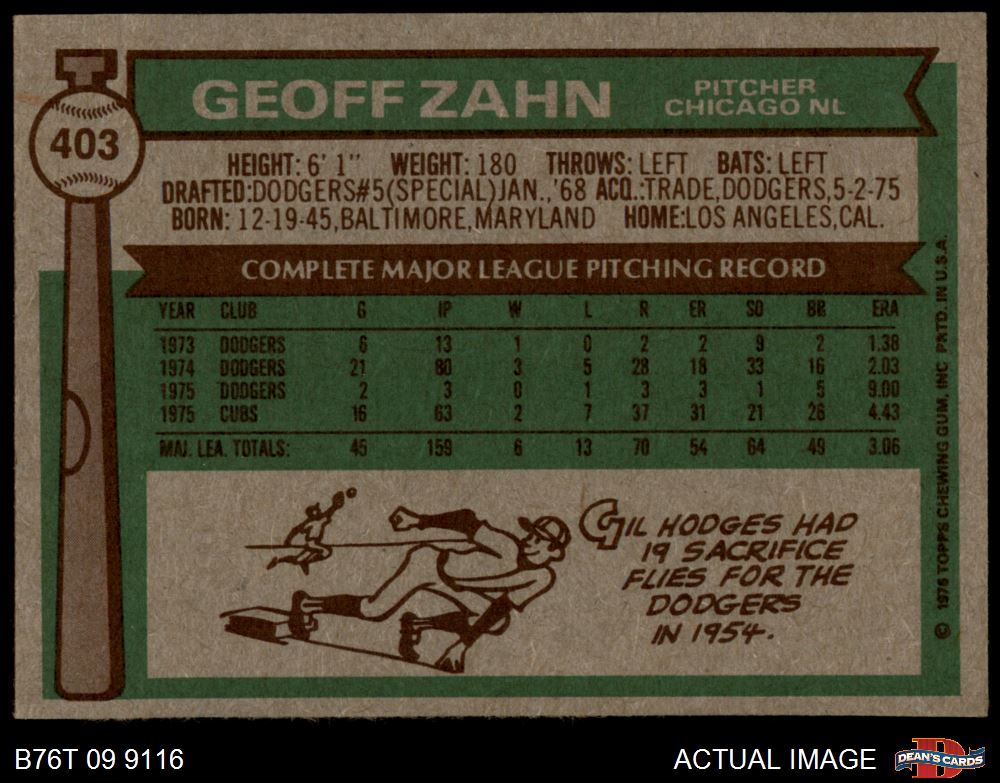 GEOFF ZAHN
PITCHER
CHICAGO NL
403
HEIGHT: 6' 1" WEIGHT: 180 THROWS: LEFT BATS: LEFT
DRAFTED:DODGERS#5(SPECIAL)JAN.,'68 ACQ.:TRADE,DODGERS,5-2-75
BORN: 12-19-45,BALTIMORE,MARYLAND HOME:LOS ANGELES,CAL.
COMPLETE MAJOR LEAGUE PITCHING RECORD
YEAR CLUB G IP W L R ER SO BB ERA
1973 DODGERS 6 13 1 0 2 2 9 2 1.38
1974 DODGERS 21 80 3 5 28 18 33 16 2.03
1975 DODGERS 2 3 0 1 3 3 1 5 9.00
1975 CUBS 16 63 2 7 37 31 21 26 4.43
MAJ. LEA. TOTALS: 45 159 6 13 70 54 64 49 3.06
GIL HODGES HAD
19 SACRIFICE
FLIES FOR THE
DODGERS
IN 1954.
© 1976 TOPPS CHEWING GUM, INC PRTD. IN U.S.A.
B76T 09 9116
ACTUAL IMAGE
DEAN'S CARDS